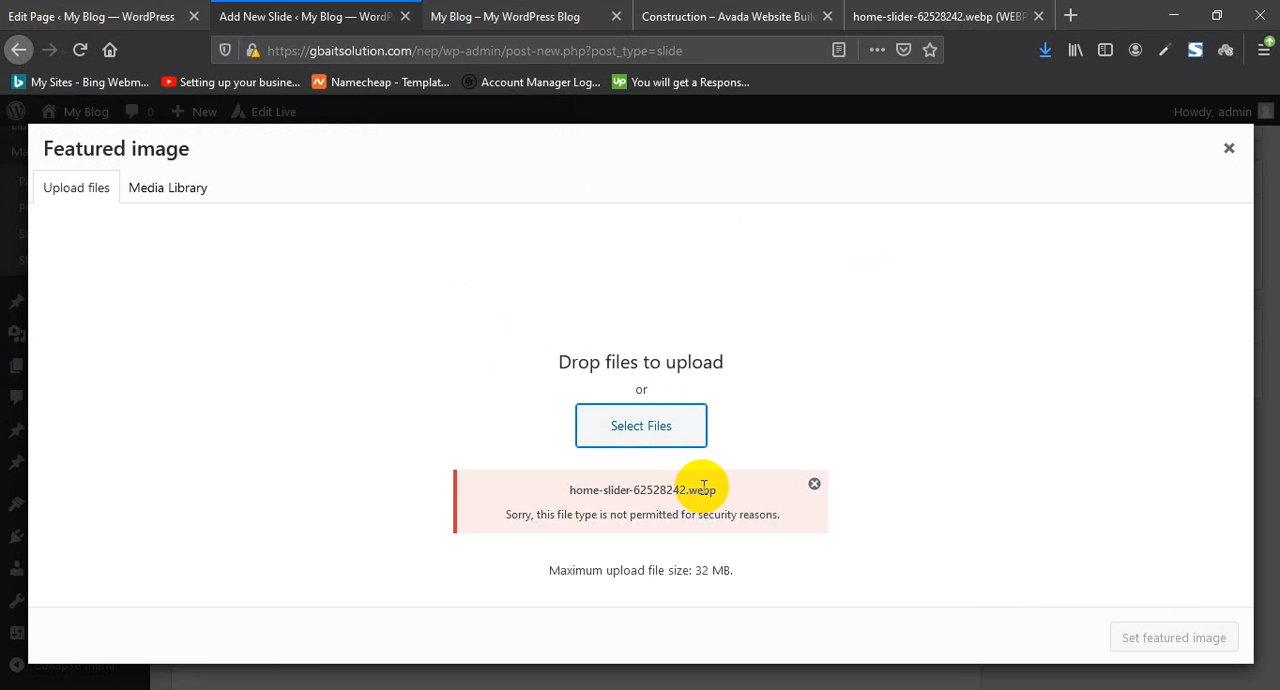 Edit Page ‹ My Blog — WordPress
Add New Slide ‹ My Blog — WordP
My Blog – My WordPress Blog
Construction – Avada Website Buil
home-slider-62528242.webp (WEBP
https://gbaitsolution.com/nep/wp-admin/post-new.php?post_type=slide
My Sites - Bing Webm...
Setting up your busine...
Namecheap - Templat...
Account Manager Log...
Up You will get a Respons...
My Blog 0 New Edit Live Howdy, admin
Featured image
Upload files Media Library
Drop files to upload
or
Select Files
home-slider-62528242.webp
Sorry, this file type is not permitted for security reasons.
Maximum upload file size: 32 MB.
Set featured image
Collapse menu